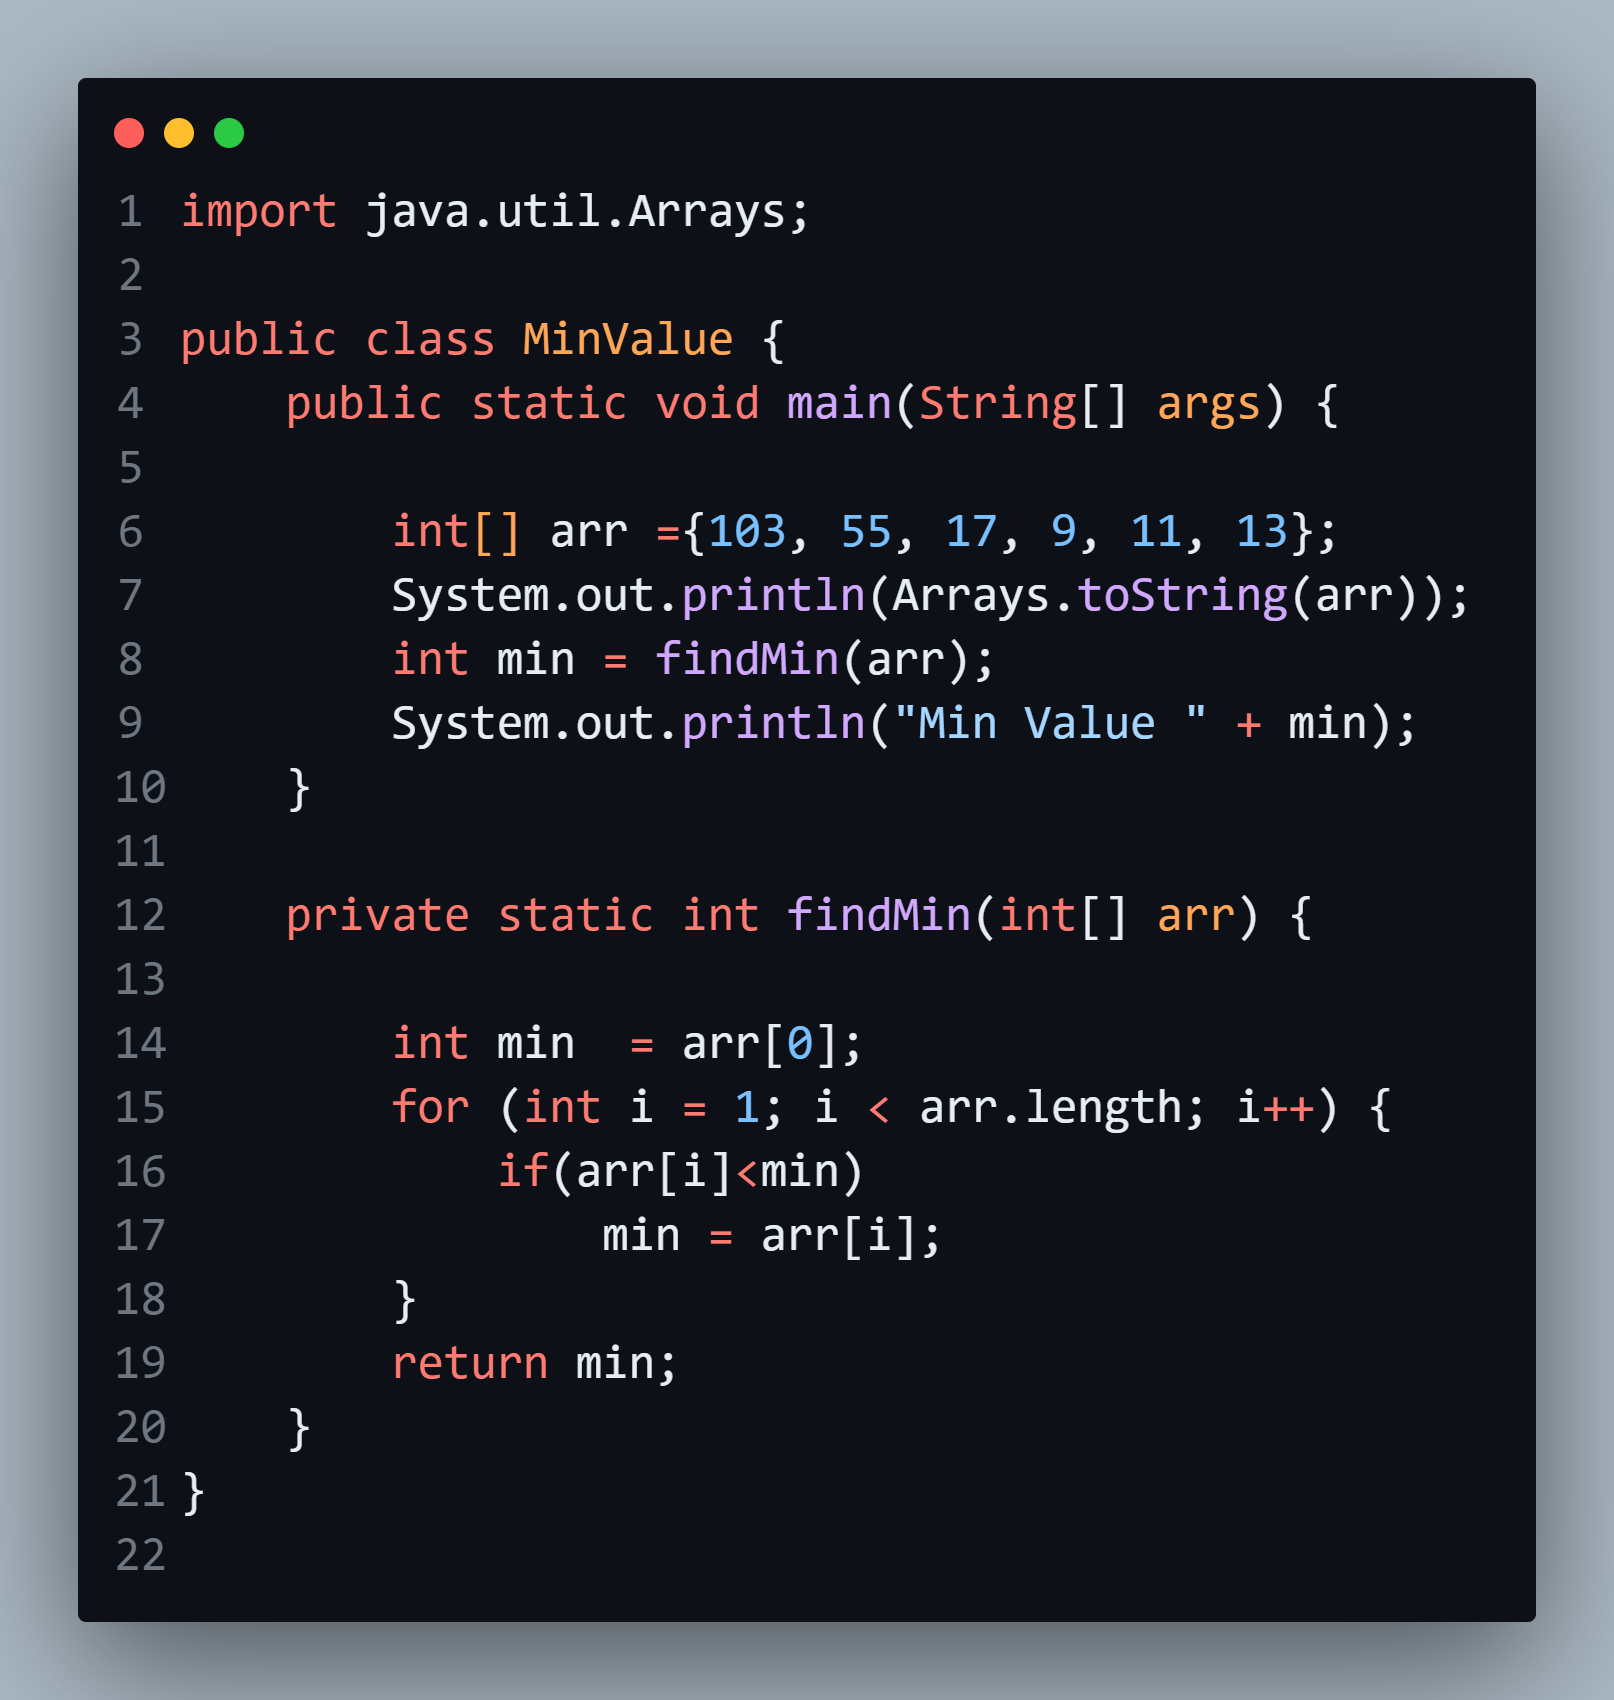 1 import java.util.Arrays;
2
3 public class MinValue {
4     public static void main(String[] args) {
5
6         int[] arr ={103, 55, 17, 9, 11, 13};
7         System.out.println(Arrays.toString(arr));
8         int min = findMin(arr);
9         System.out.println("Min Value " + min);
10     }
11
12     private static int findMin(int[] arr) {
13
14         int min  = arr[0];
15         for (int i = 1; i < arr.length; i++) {
16             if(arr[i]<min)
17                 min = arr[i];
18         }
19         return min;
20     }
21 }
22